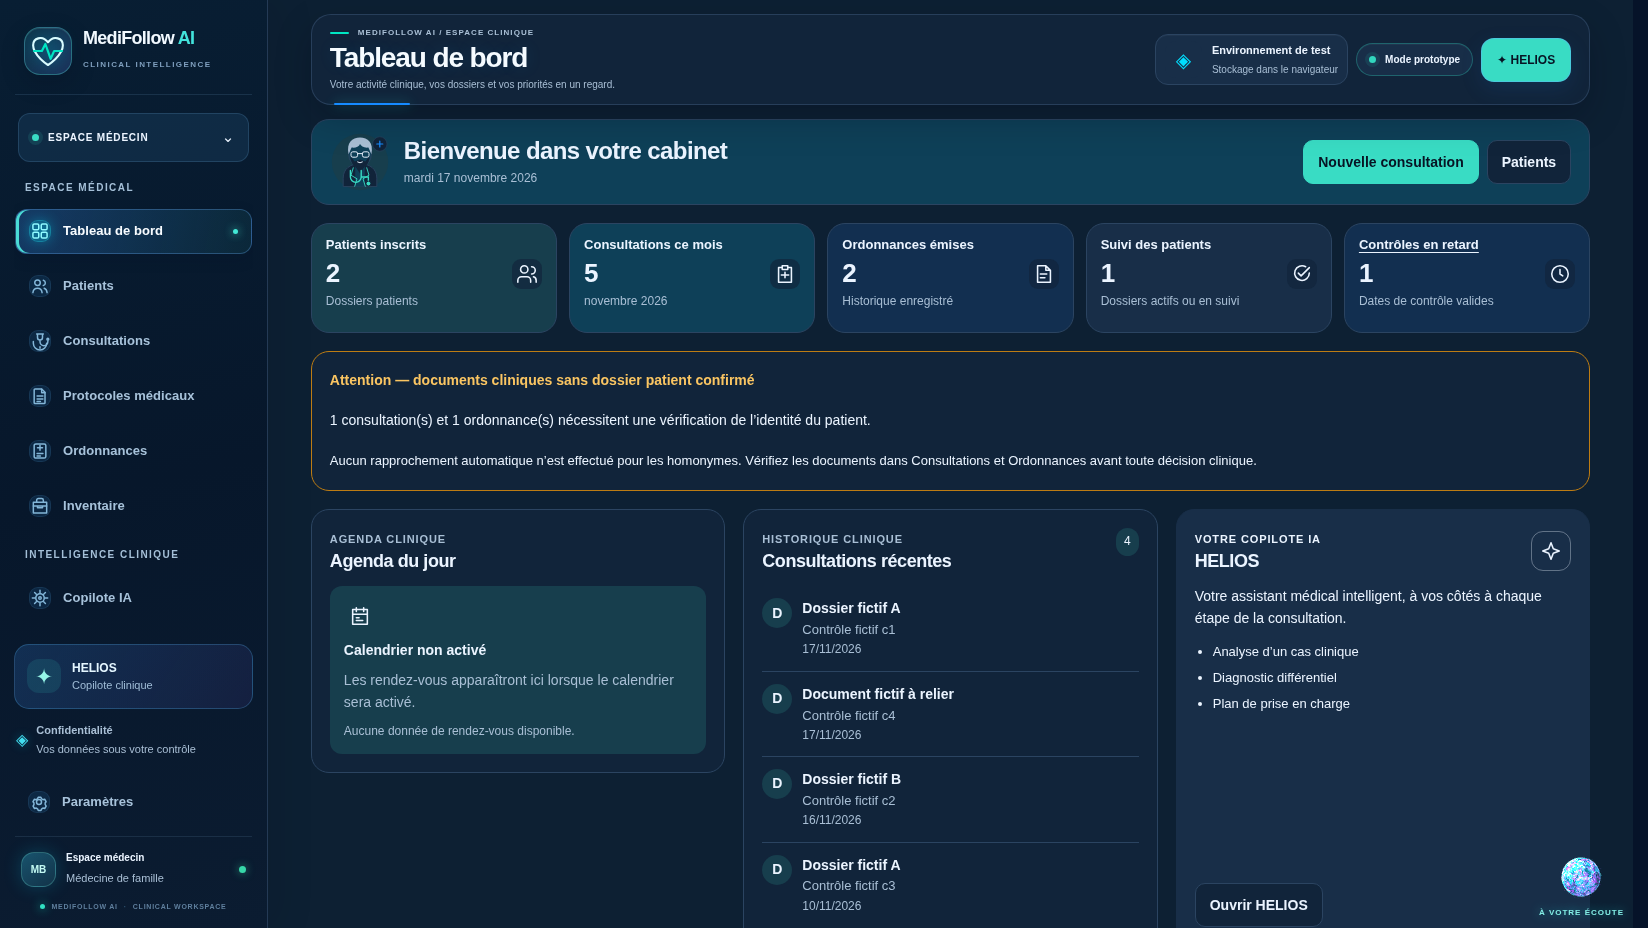 MediFollow AI
CLINICAL INTELLIGENCE
ESPACE MÉDECIN
ESPACE MÉDICAL
Tableau de bord
Patients
Consultations
Protocoles médicaux
Ordonnances
Inventaire
INTELLIGENCE CLINIQUE
Copilote IA
HELIOS
Copilote clinique
Confidentialité
Vos données sous votre contrôle
Paramètres
MB
Espace médecin
Médecine de famille
MEDIFOLLOW AI · CLINICAL WORKSPACE
MEDIFOLLOW AI / ESPACE CLINIQUE
Tableau de bord
Votre activité clinique, vos dossiers et vos priorités en un regard.
Environnement de test
Stockage dans le navigateur
Mode prototype
✦ HELIOS
Bienvenue dans votre cabinet
mardi 17 novembre 2026
Nouvelle consultation
Patients
Patients inscrits
2
Dossiers patients
Consultations ce mois
5
novembre 2026
Ordonnances émises
2
Historique enregistré
Suivi des patients
1
Dossiers actifs ou en suivi
Contrôles en retard
1
Dates de contrôle valides
Attention — documents cliniques sans dossier patient confirmé
1 consultation(s) et 1 ordonnance(s) nécessitent une vérification de l’identité du patient.
Aucun rapprochement automatique n’est effectué pour les homonymes. Vérifiez les documents dans Consultations et Ordonnances avant toute décision clinique.
AGENDA CLINIQUE
Agenda du jour
Calendrier non activé
Les rendez-vous apparaîtront ici lorsque le calendrier
sera activé.
Aucune donnée de rendez-vous disponible.
HISTORIQUE CLINIQUE
4
Consultations récentes
D
Dossier fictif A
Contrôle fictif c1
17/11/2026
D
Document fictif à relier
Contrôle fictif c4
17/11/2026
D
Dossier fictif B
Contrôle fictif c2
16/11/2026
D
Dossier fictif A
Contrôle fictif c3
10/11/2026
VOTRE COPILOTE IA
HELIOS
Votre assistant médical intelligent, à vos côtés à chaque
étape de la consultation.
• Analyse d’un cas clinique
• Diagnostic différentiel
• Plan de prise en charge
Ouvrir HELIOS
À VOTRE ÉCOUTE